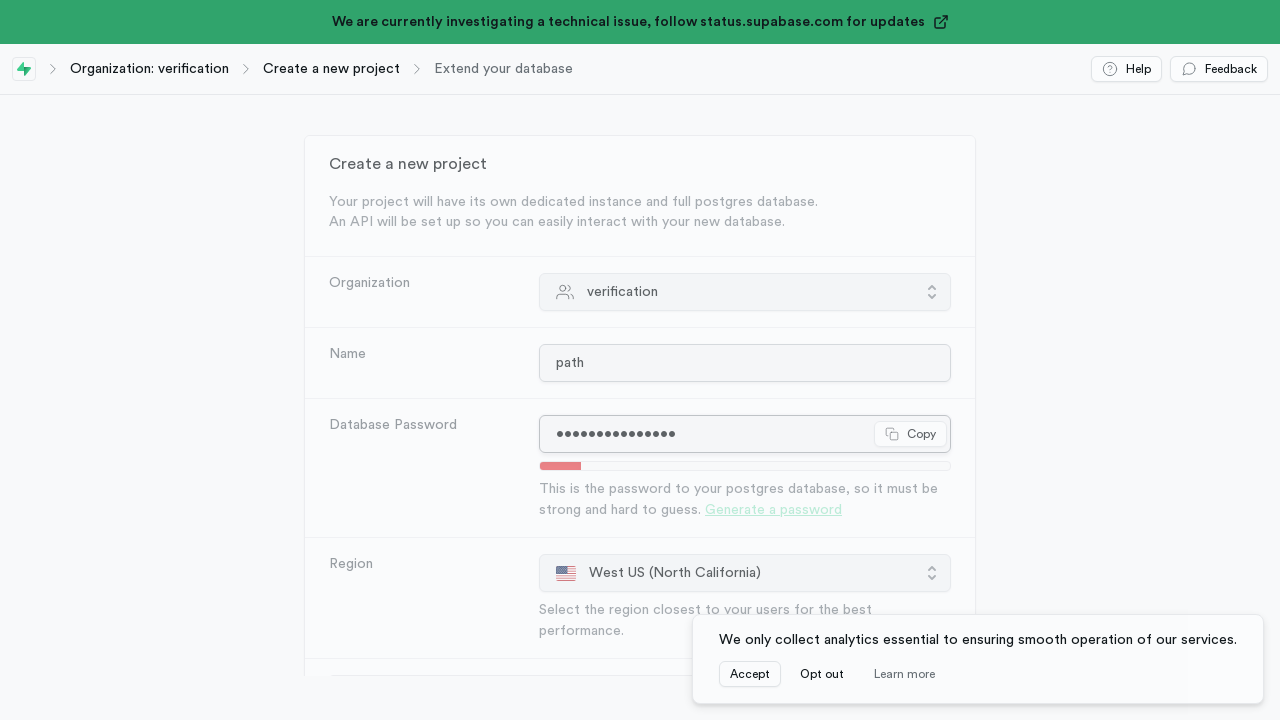 We are currently investigating a technical issue, follow status.supabase.com for updates
Organization: verification
Create a new project
Extend your database
Help
Feedback
Create a new project
Your project will have its own dedicated instance and full postgres database.
An API will be set up so you can easily interact with your new database.
Organization
verification
Name
path
Database Password
•••••••••••••••
Copy
This is the password to your postgres database, so it must be
strong and hard to guess. Generate a password
Region
West US (North California)
Select the region closest to your users for the best
performance.
We only collect analytics essential to ensuring smooth operation of our services.
Accept
Opt out
Learn more